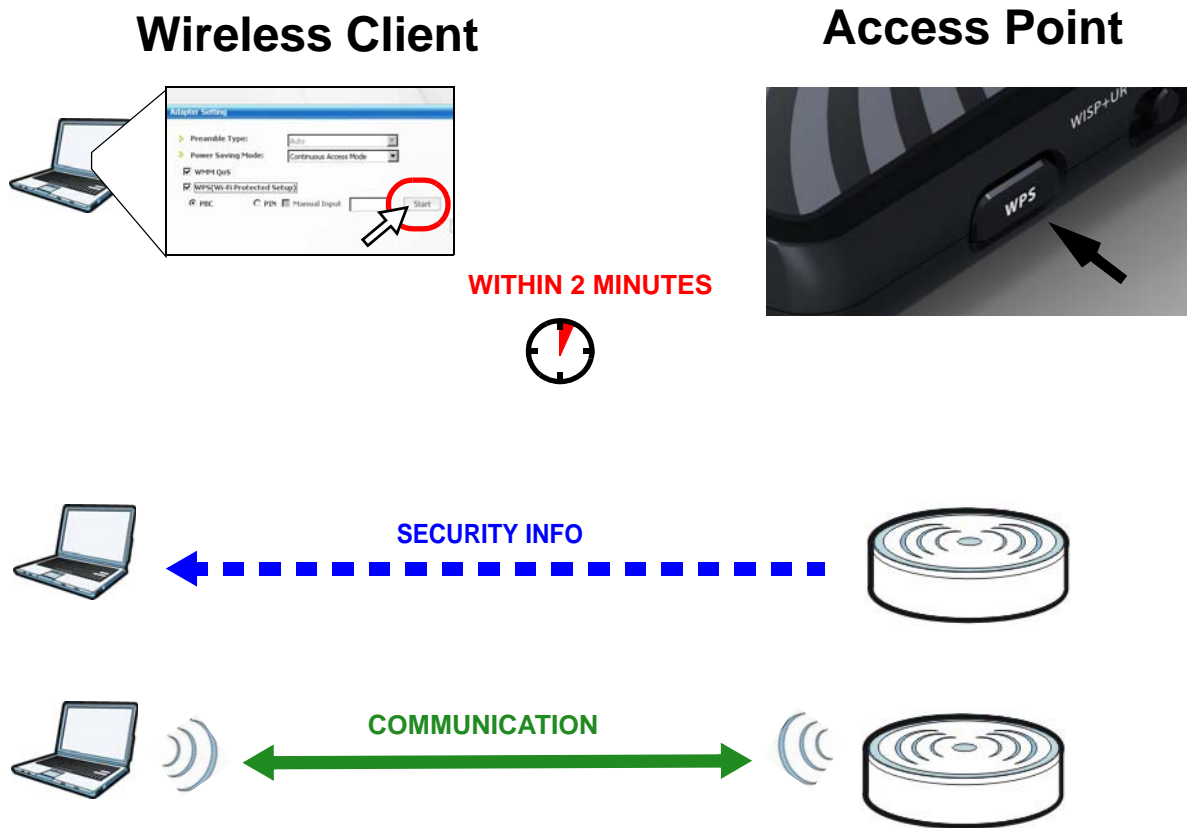 Wireless Client
Access Point
Adapter Setting
Preamble Type: Auto
Power Saving Mode: Continuous Access Mode
WMM QoS
WPS(Wi-Fi Protected Setup)
PBC PIN Manual Input Start
WISP+UR
WPS
WITHIN 2 MINUTES
SECURITY INFO
COMMUNICATION